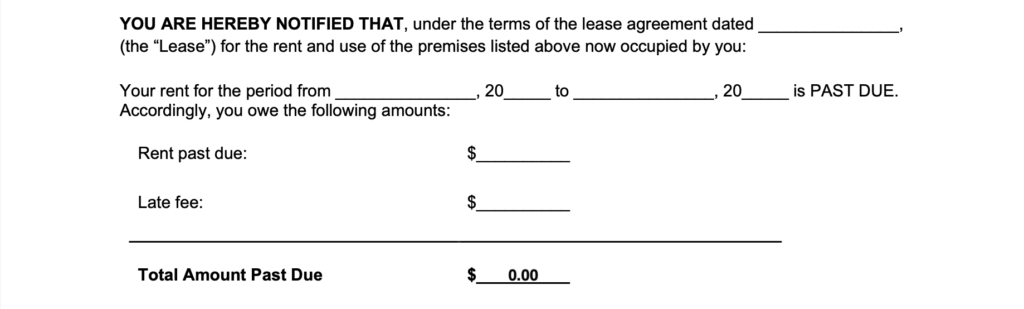 YOU ARE HEREBY NOTIFIED THAT, under the terms of the lease agreement dated ________________,
(the “Lease”) for the rent and use of the premises listed above now occupied by you:
Your rent for the period from ________________, 20_____ to ________________, 20_____ is PAST DUE.
Accordingly, you owe the following amounts:
Rent past due: $__________
Late fee: $__________
Total Amount Past Due $ 0.00